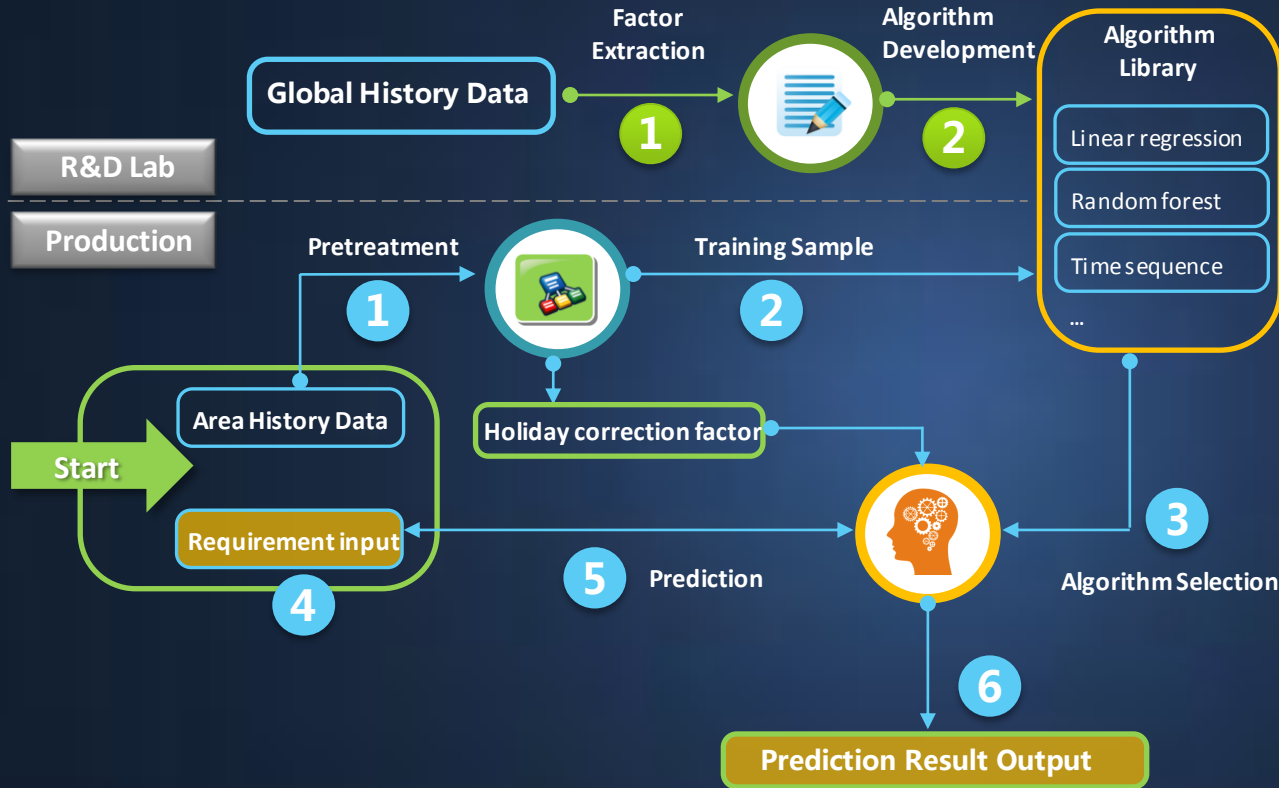 Factor
Extraction
Algorithm
Development
Algorithm
Library
Global History Data
1
2
Linear regression
R&D Lab
Random forest
Production
Pretreatment
Training Sample
Time sequence
1
2
...
Area History Data
Holiday correction factor
Start
Requirement input
3
5
Prediction
Algorithm Selection
4
6
Prediction Result Output